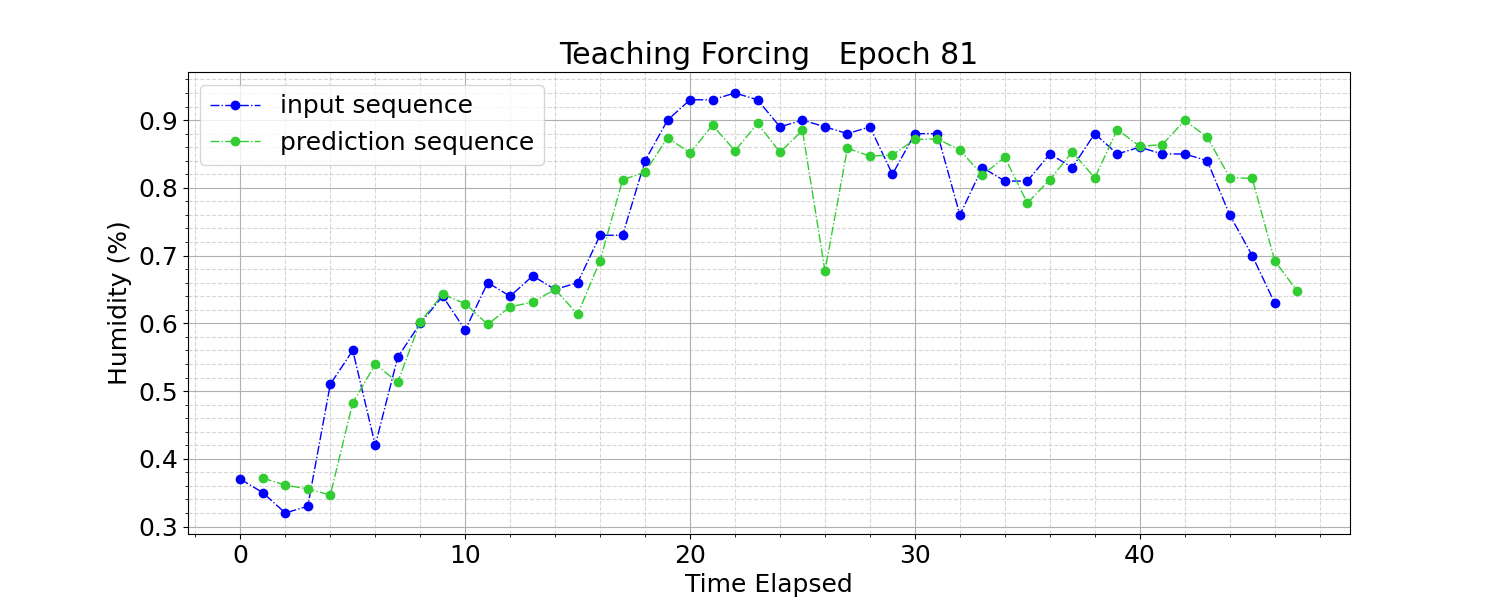 Teaching Forcing   Epoch 81
input sequence
prediction sequence
Humidity (%)
0.9
0.8
0.7
0.6
0.5
0.4
0.3
0 10 20 30 40
Time Elapsed